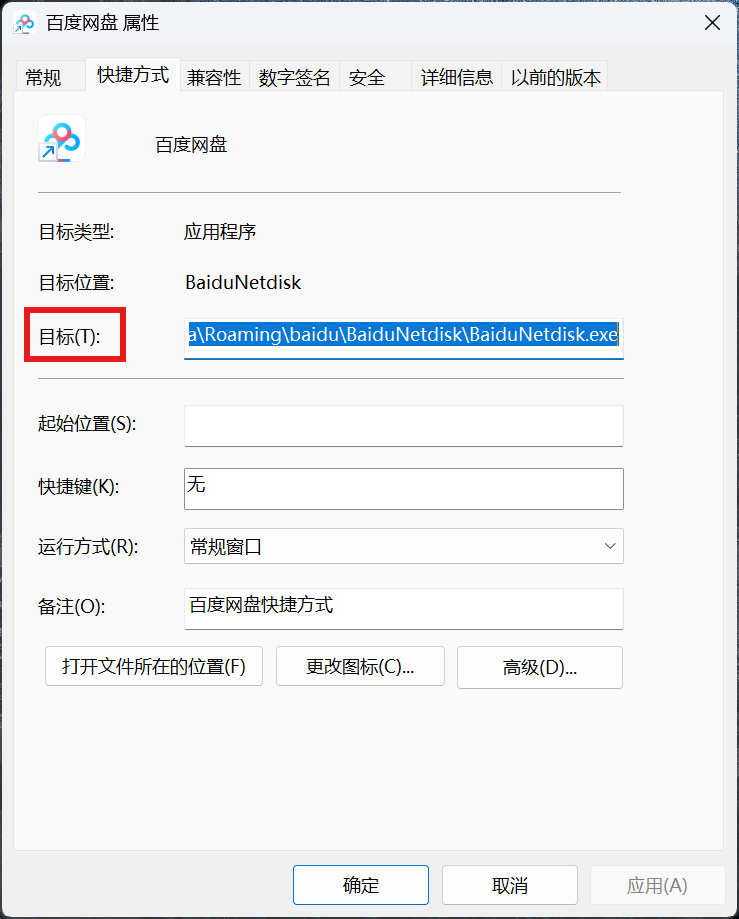 百度网盘 属性
常规 快捷方式 兼容性 数字签名 安全 详细信息 以前的版本
百度网盘
目标类型: 应用程序
目标位置: BaiduNetdisk
目标(T): a\Roaming\baidu\BaiduNetdisk\BaiduNetdisk.exe
起始位置(S):
快捷键(K): 无
运行方式(R): 常规窗口
备注(O): 百度网盘快捷方式
打开文件所在的位置(F) 更改图标(C)... 高级(D)...
确定 取消 应用(A)